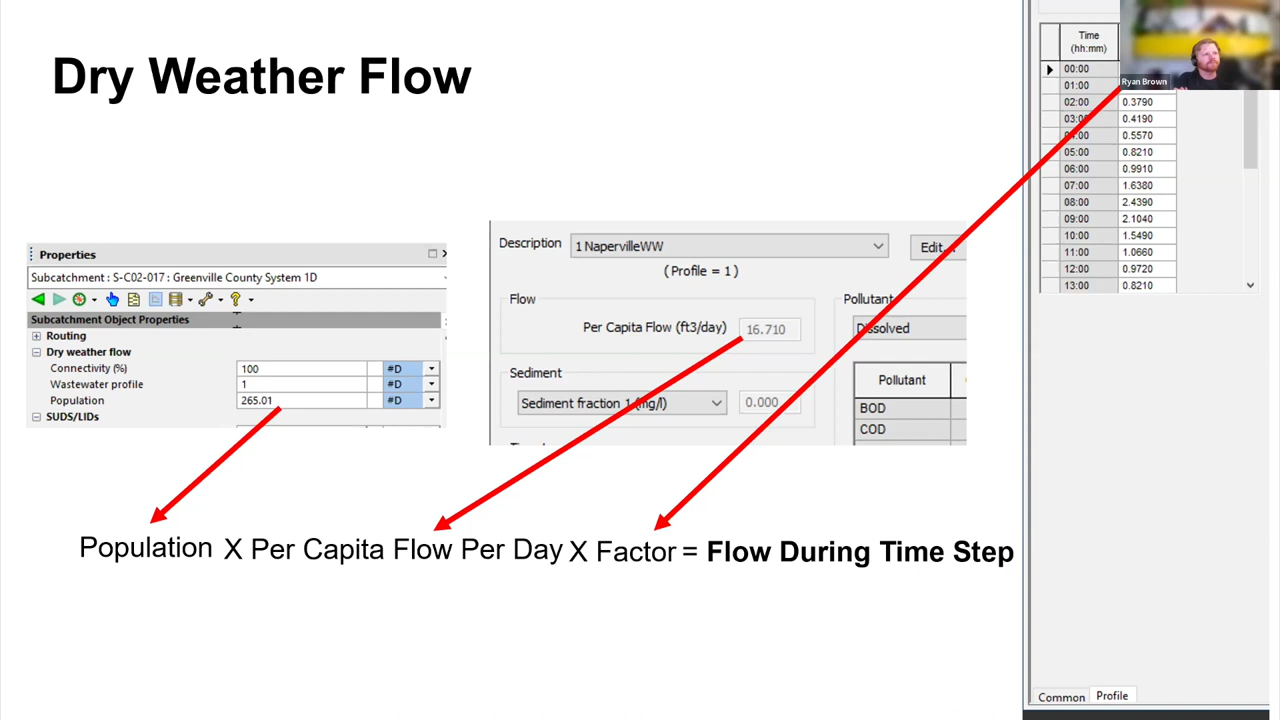 Dry Weather Flow
Properties
Subcatchment : S-C02-017 : Greenville County System 1D
Subcatchment Object Properties
Routing
Dry weather flow
Connectivity (%) 100 #D
Wastewater profile 1 #D
Population 265.01 #D
SUDS/LIDs
Description 1 NapervilleWW Edit...
(Profile = 1)
Flow
Per Capita Flow (ft3/day) 16.710
Sediment
Sediment fraction 1 (mg/l) 0.000
Pollutant
Dissolved
Pollutant
BOD
COD
Population X Per Capita Flow Per Day X Factor = Flow During Time Step
Time
(hh:mm)
00:00
01:00
02:00 0.3790
03:00 0.4190
04:00 0.5570
05:00 0.8210
06:00 0.9910
07:00 1.6380
08:00 2.4390
09:00 2.1040
10:00 1.5490
11:00 1.0660
12:00 0.9720
13:00 0.8210
Ryan Brown
Common Profile